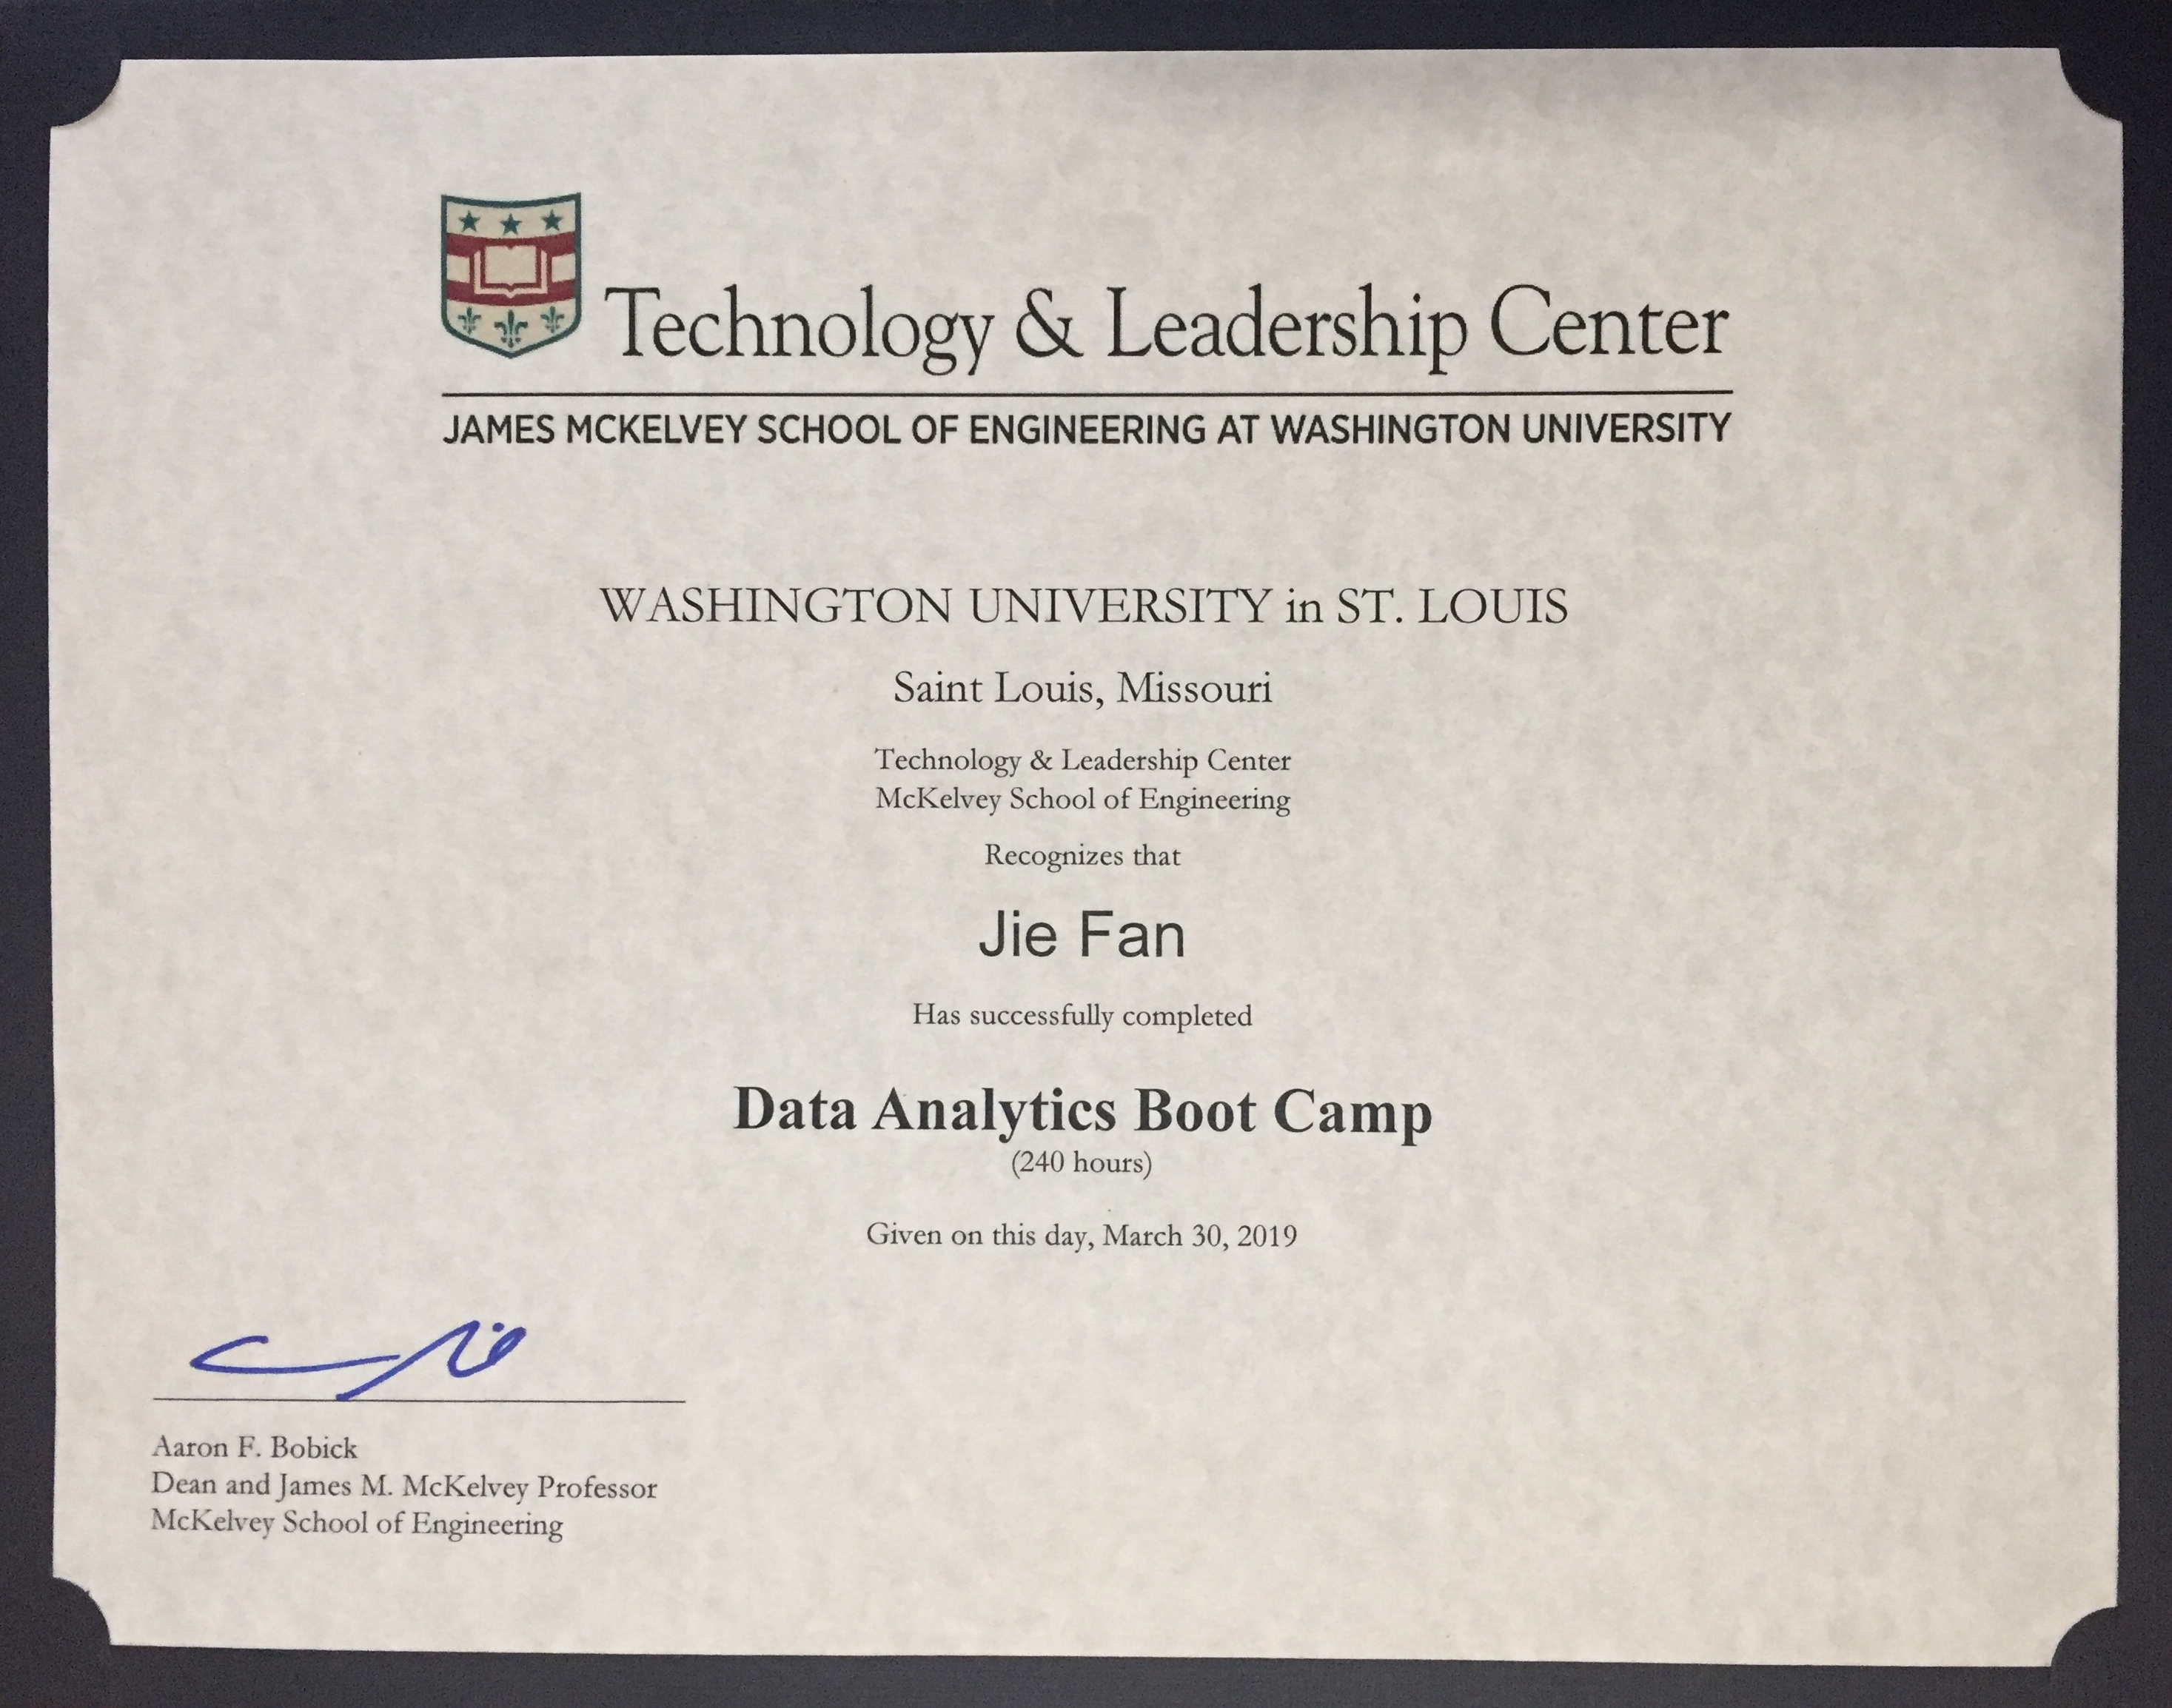 Technology & Leadership Center
JAMES MCKELVEY SCHOOL OF ENGINEERING AT WASHINGTON UNIVERSITY
WASHINGTON UNIVERSITY in ST. LOUIS
Saint Louis, Missouri
Technology & Leadership Center
McKelvey School of Engineering
Recognizes that
Jie Fan
Has successfully completed
Data Analytics Boot Camp
(240 hours)
Given on this day, March 30, 2019
Aaron F. Bobick
Dean and James M. McKelvey Professor
McKelvey School of Engineering